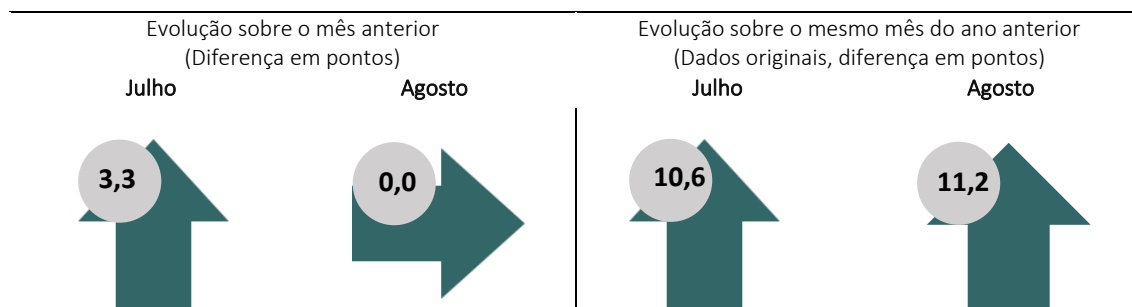 Evolução sobre o mês anterior
(Diferença em pontos)
Julho
Agosto
3,3
0,0
Evolução sobre o mesmo mês do ano anterior
(Dados originais, diferença em pontos)
Julho
Agosto
10,6
11,2